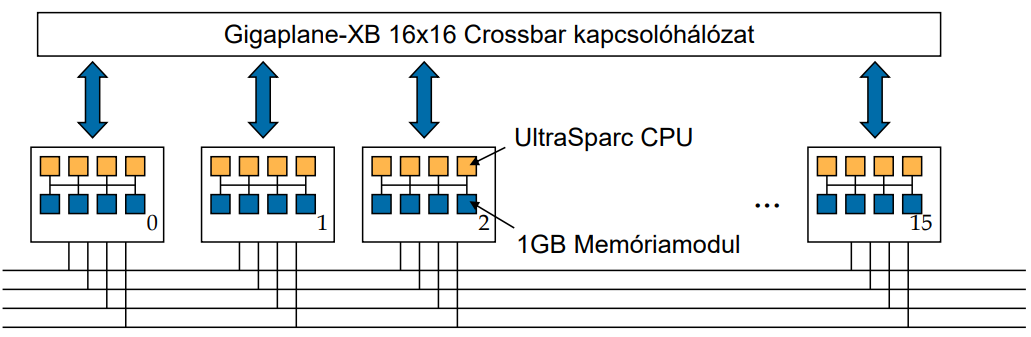 Gigaplane-XB 16x16 Crossbar kapcsolóhálózat
UltraSparc CPU
0
1
2
...
15
1GB Memóriamodul